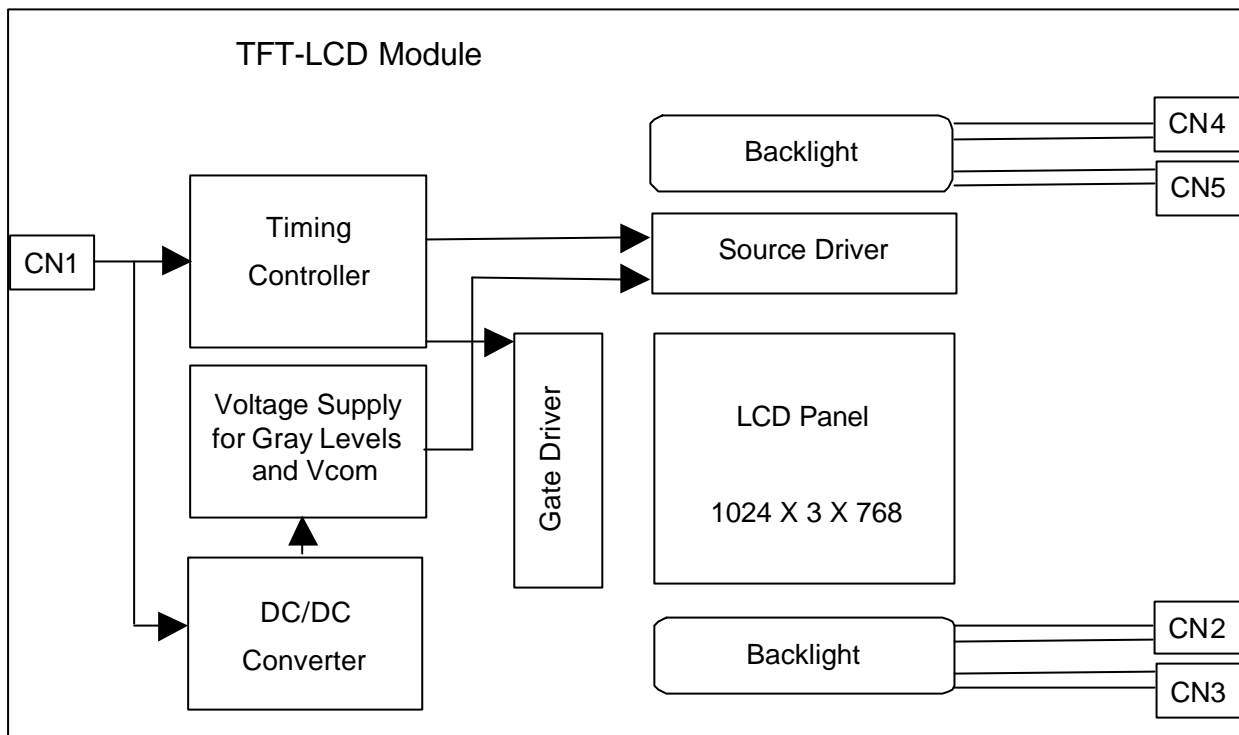 TFT-LCD Module
Backlight
CN4
CN5
Timing
Controller
Source Driver
CN1
Voltage Supply
for Gray Levels
and Vcom
Gate Driver
LCD Panel
1024 X 3 X 768
DC/DC
Converter
Backlight
CN2
CN3